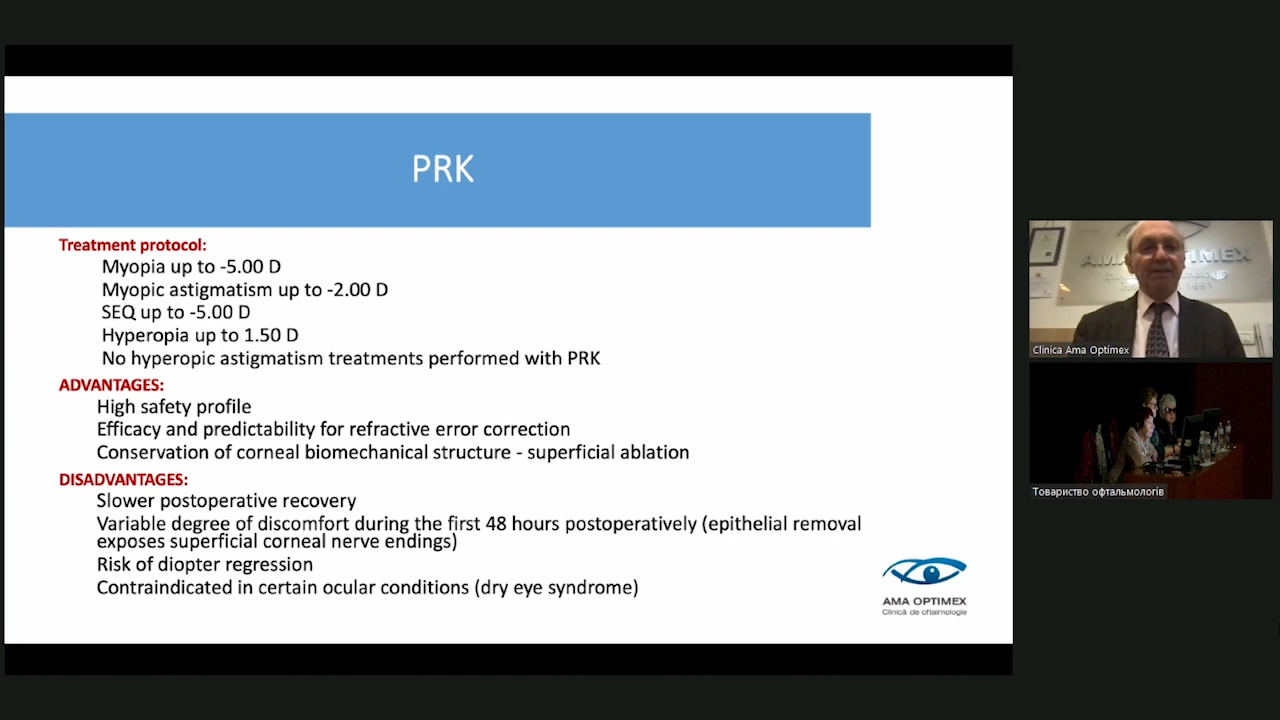 PRK
Treatment protocol:
Myopia up to -5.00 D
Myopic astigmatism up to -2.00 D
SEQ up to -5.00 D
Hyperopia up to 1.50 D
No hyperopic astigmatism treatments performed with PRK
ADVANTAGES:
High safety profile
Efficacy and predictability for refractive error correction
Conservation of corneal biomechanical structure - superficial ablation
DISADVANTAGES:
Slower postoperative recovery
Variable degree of discomfort during the first 48 hours postoperatively (epithelial removal
exposes superficial corneal nerve endings)
Risk of diopter regression
Contraindicated in certain ocular conditions (dry eye syndrome)
AMA OPTIMEX
Clinică de oftalmologie
AMA OPTIMEX
Clinica Ama Optimex
Товариство офтальмологів